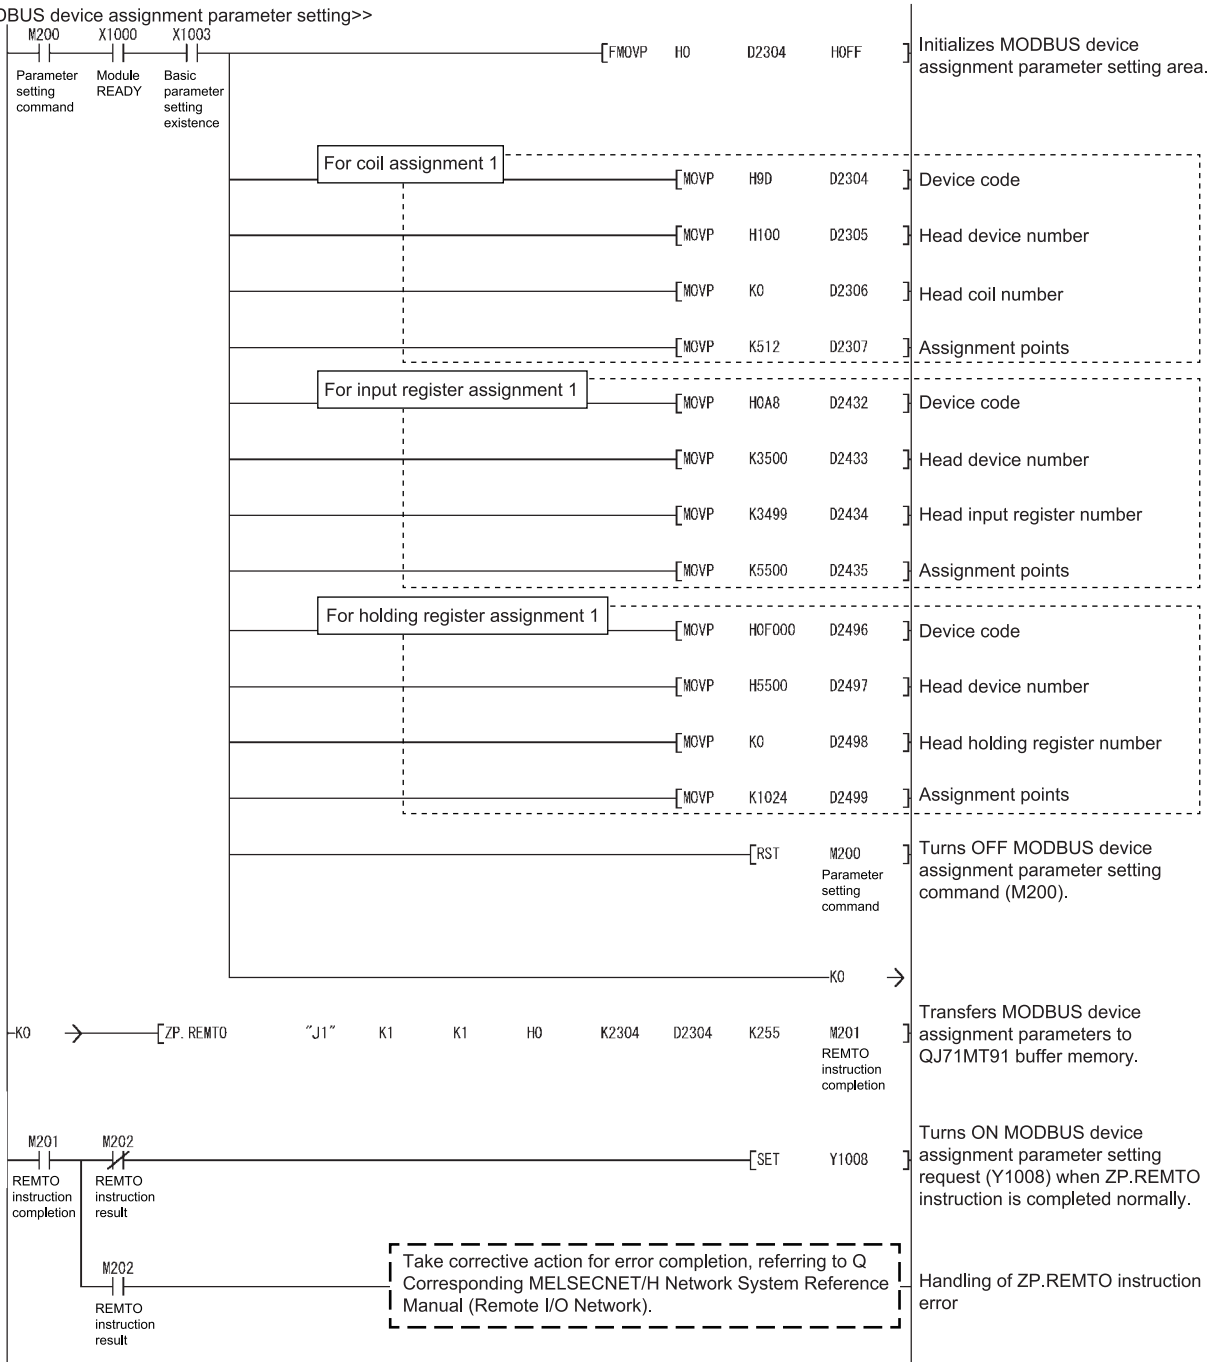 DBUS device assignment parameter setting>>
M200 X1000 X1003
Parameter setting command
Module READY
Basic parameter setting existence
FMOVP H0 D2304 H0FF
Initializes MODBUS device
assignment parameter setting area.
For coil assignment 1
MOVP H9D D2304 Device code
MOVP H100 D2305 Head device number
MOVP K0 D2306 Head coil number
MOVP K512 D2307 Assignment points
For input register assignment 1
MOVP H0A8 D2432 Device code
MOVP K3500 D2433 Head device number
MOVP K3499 D2434 Head input register number
MOVP K5500 D2435 Assignment points
For holding register assignment 1
MOVP H0F000 D2496 Device code
MOVP H5500 D2497 Head device number
MOVP K0 D2498 Head holding register number
MOVP K1024 D2499 Assignment points
RST M200
Parameter
setting
command
Turns OFF MODBUS device
assignment parameter setting
command (M200).
K0
K0 ZP.REMTO "J1" K1 K1 H0 K2304 D2304 K255 M201
REMTO
instruction
completion
Transfers MODBUS device
assignment parameters to
QJ71MT91 buffer memory.
M201 M202
REMTO instruction completion
REMTO instruction result
SET Y1008
Turns ON MODBUS device
assignment parameter setting
request (Y1008) when ZP.REMTO
instruction is completed normally.
M202
REMTO
instruction
result
Take corrective action for error completion, referring to Q
Corresponding MELSECNET/H Network System Reference
Manual (Remote I/O Network).
Handling of ZP.REMTO instruction
error